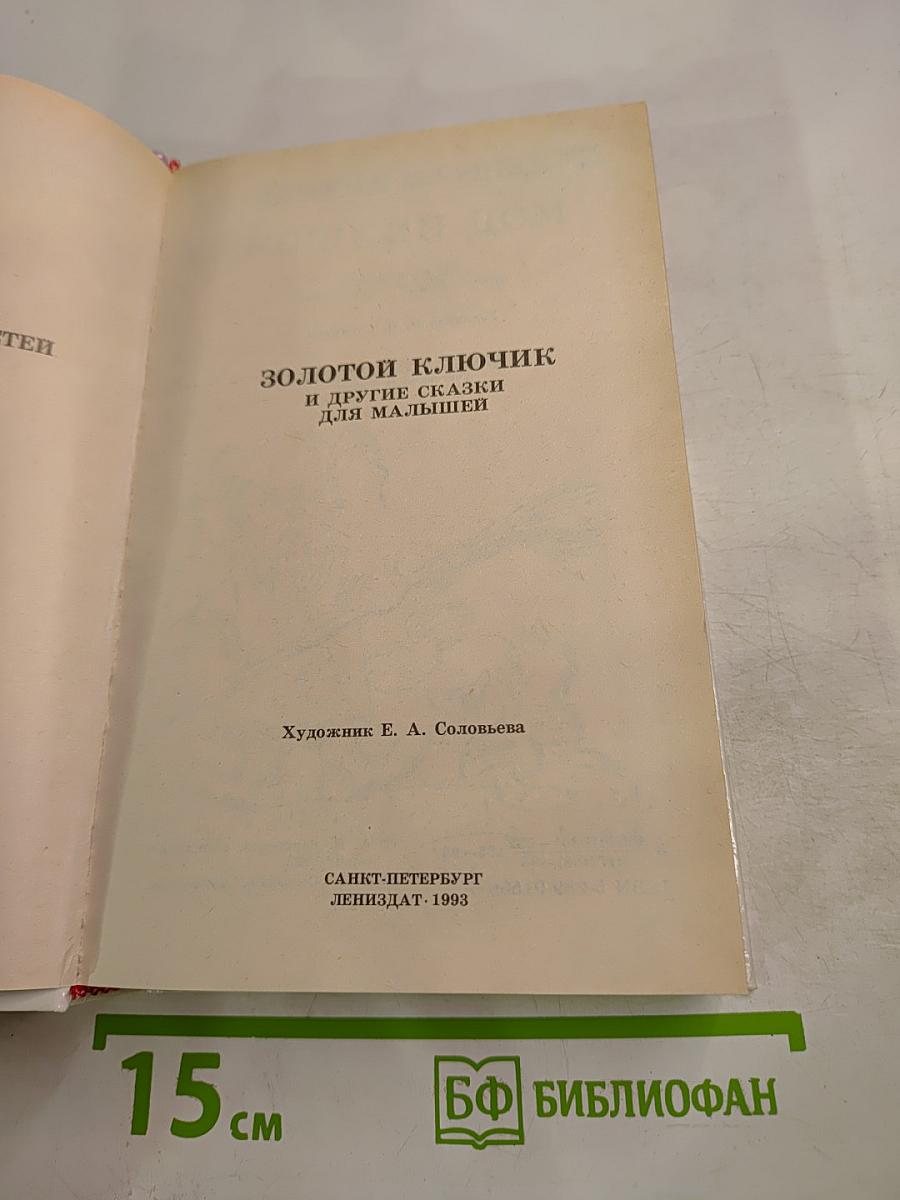 ТЕЙ
ЗОЛОТОЙ КЛЮЧИК
И ДРУГИЕ СКАЗКИ
ДЛЯ МАЛЫШЕЙ
Художник Е. А. Соловьева
САНКТ-ПЕТЕРБУРГ
ЛЕНИЗДАТ · 1993
15 см
БФ БИБЛИОФАН